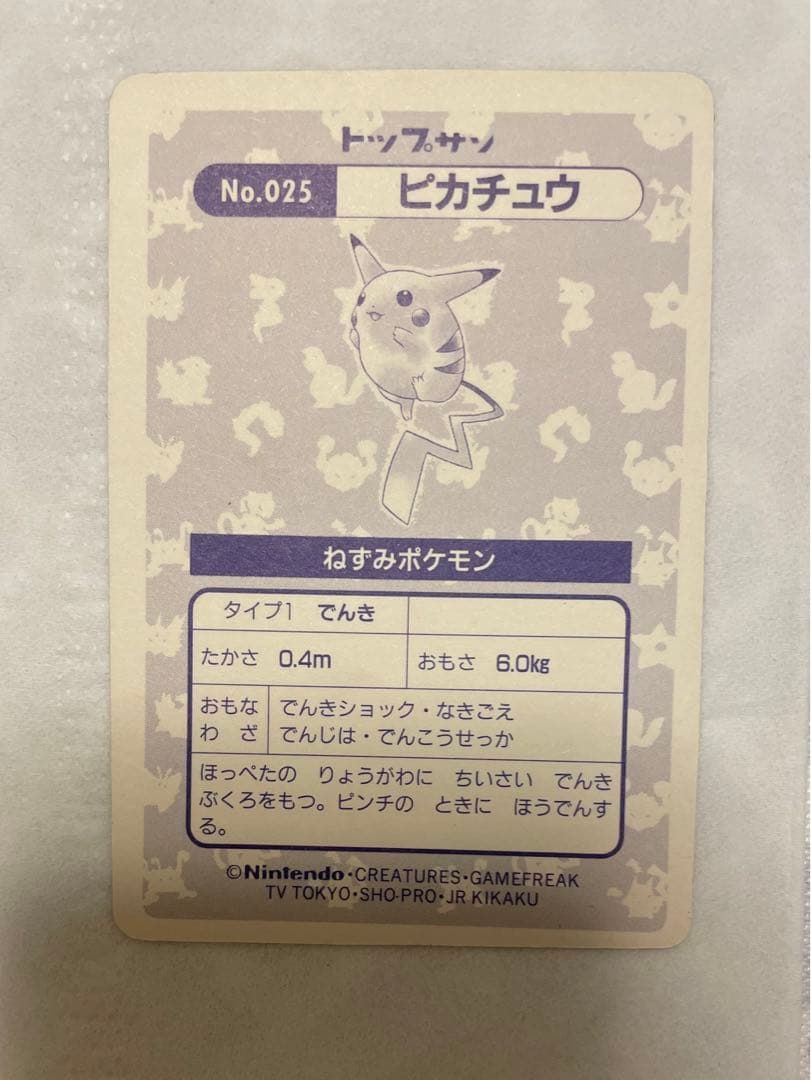 トップサン
No.025 ピカチュウ
ねずみポケモン
タイプ1 でんき
たかさ 0.4m おもさ 6.0kg
おもな でんきショック・なきごえ
わ ざ でんじは・でんこうせっか
ほっぺたの りょうがわに ちいさい でんき
ぶくろをもつ。ピンチの ときに ほうでんす
る。
©Nintendo・CREATURES・GAMEFREAK
TV TOKYO・SHO-PRO・JR KIKAKU